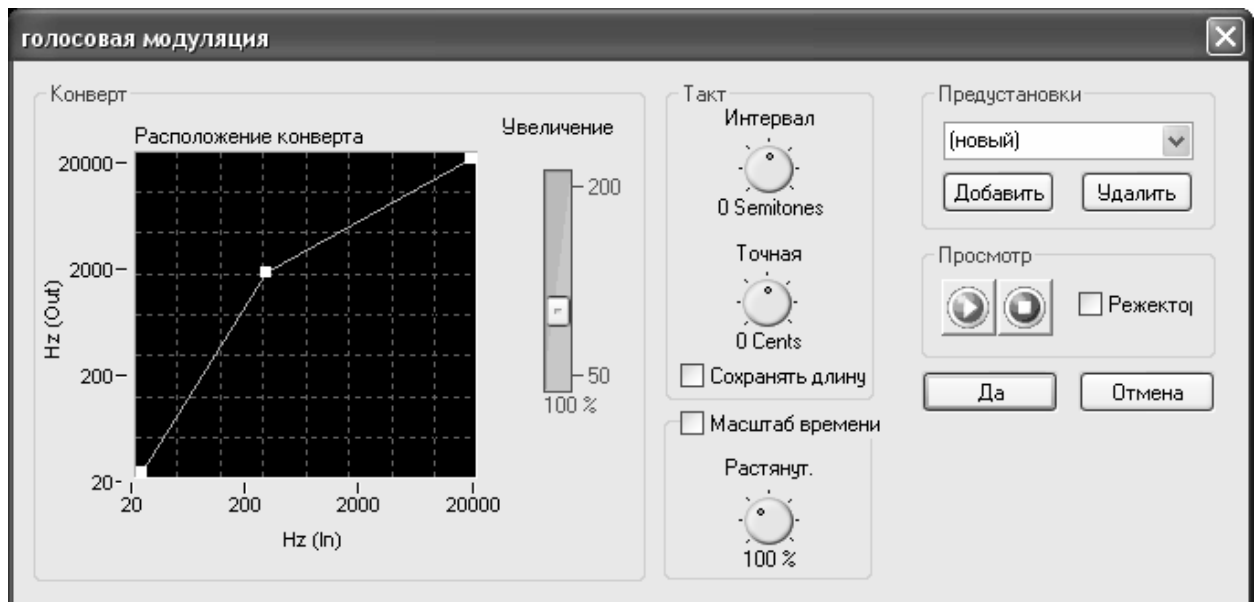 голосовая модуляция
Конверт
Расположение конверта
Увеличение
20000
2000
200
20
Hz (Out)
20 200 2000 20000
Hz (In)
200
50
100 %
Такт
Интервал
0 Semitones
Точная
0 Cents
Сохранять длину
Масштаб времени
Растянут.
100 %
Предустановки
(новый)
Добавить Удалить
Просмотр
Режектор
Да Отмена